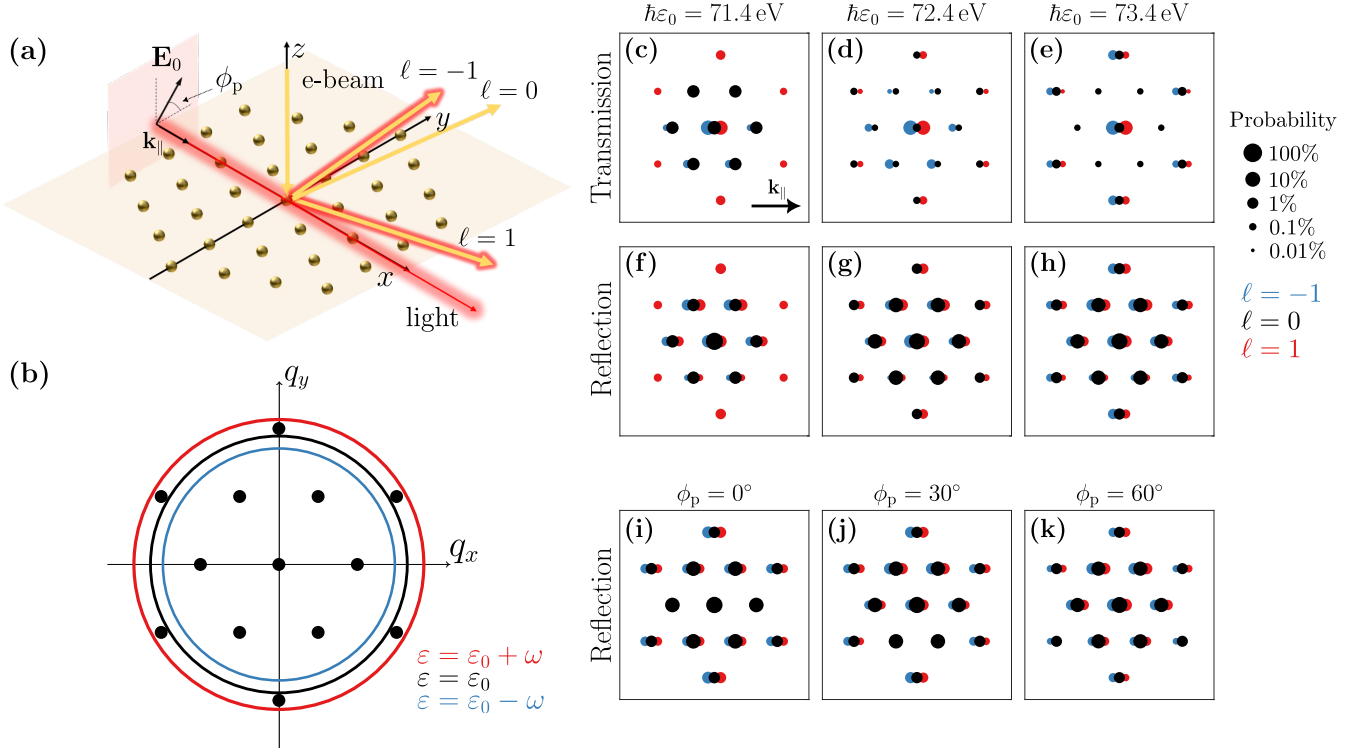 (a)
E₀
ϕₚ
k∥
z
e-beam
ℓ = −1
ℓ = 0
y
ℓ = 1
x
light
(b)
q_y
q_x
ε = ε₀ + ω
ε = ε₀
ε = ε₀ − ω
ℏε₀ = 71.4 eV
ℏε₀ = 72.4 eV
ℏε₀ = 73.4 eV
Transmission
(c)
k∥
(d)
(e)
Reflection
(f)
(g)
(h)
Probability
100%
10%
1%
0.1%
0.01%
ℓ = −1
ℓ = 0
ℓ = 1
ϕₚ = 0°
ϕₚ = 30°
ϕₚ = 60°
Reflection
(i)
(j)
(k)